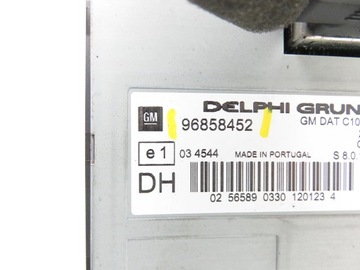 DELPHI GRUN
GM
96858452
GM DAT C10
e1
03 4544
MADE IN PORTUGAL
S 8.0.
DH
02 56589 0330 120123 4